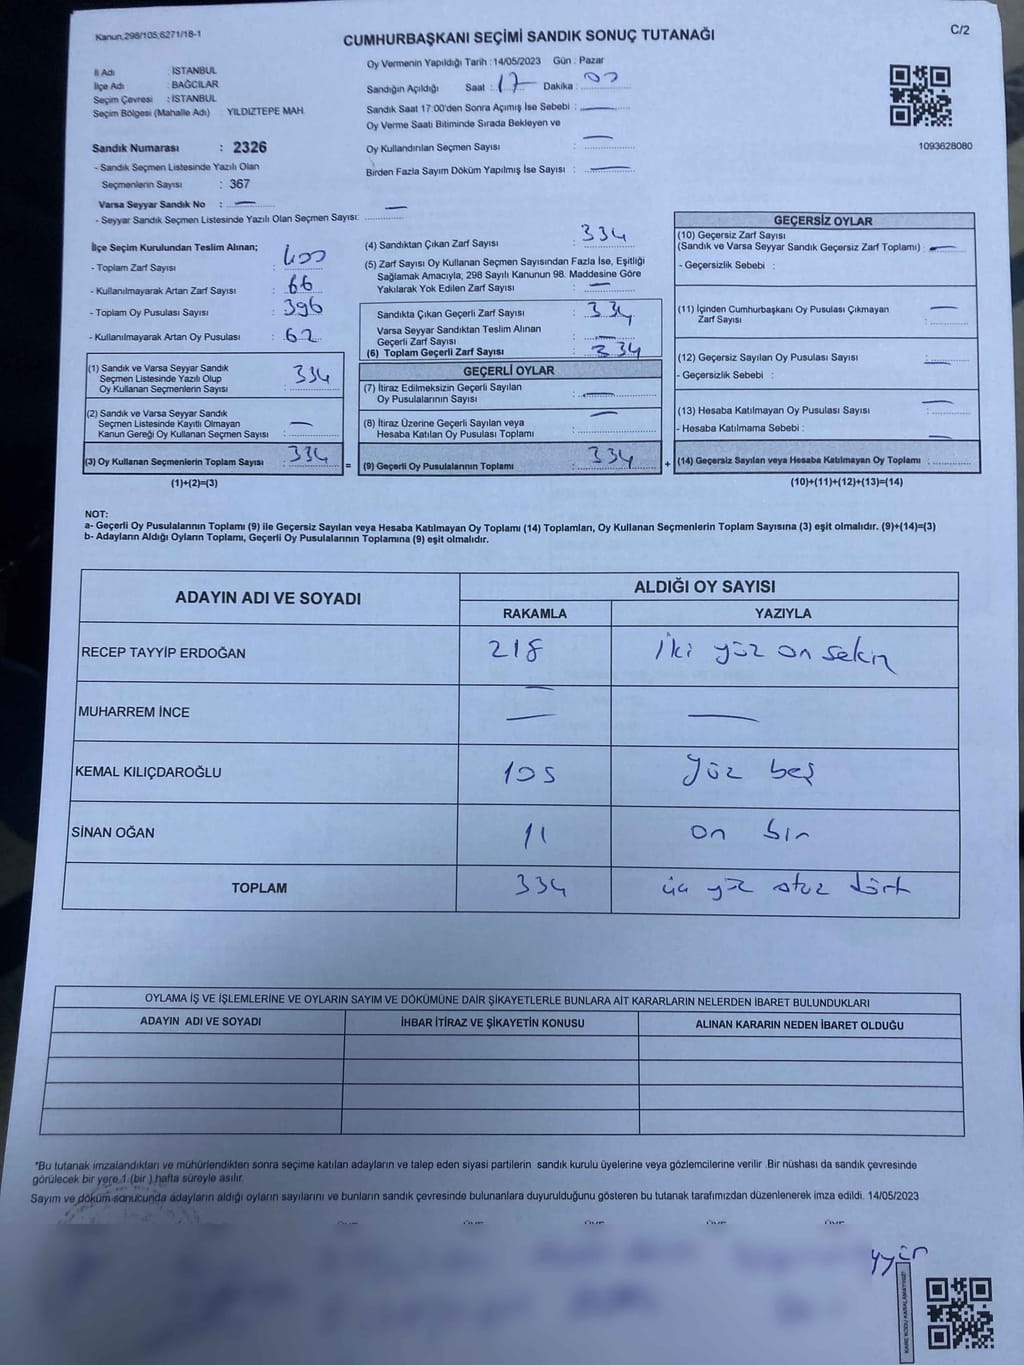 Kanun,298/105;6271/18-1
CUMHURBAŞKANI SEÇİMİ SANDIK SONUÇ TUTANAĞI
C/2
İl Adı : İSTANBUL
İlçe Adı : BAĞCILAR
Seçim Çevresi : İSTANBUL
Seçim Bölgesi (Mahalle Adı) : YILDIZTEPE MAH.
Sandık Numarası : 2326
- Sandık Seçmen Listesinde Yazılı Olan
Seçmenlerin Sayısı : 367
Varsa Seyyar Sandık No : —
- Seyyar Sandık Seçmen Listesinde Yazılı Olan Seçmen Sayısı: —
Oy Vermenin Yapıldığı Tarih :14/05/2023 Gün : Pazar
Sandığın Açıldığı Saat : 17 Dakika : 00
Sandık Saat 17:00'den Sonra Açımış İse Sebebi : —
Oy Verme Saati Bitiminde Sırada Bekleyen ve
Oy Kullandırılan Seçmen Sayısı : —
Birden Fazla Sayım Döküm Yapılmış İse Sayısı : —
1093628080
İlçe Seçim Kurulundan Teslim Alınan;
- Toplam Zarf Sayısı : 400
- Kullanılmayarak Artan Zarf Sayısı : 66
- Toplam Oy Pusulası Sayısı : 396
- Kullanılmayarak Artan Oy Pusulası : 62
(1) Sandık ve Varsa Seyyar Sandık
Seçmen Listesinde Yazılı Olup
Oy Kullanan Seçmenlerin Sayısı : 334
(2) Sandık ve Varsa Seyyar Sandık
Seçmen Listesinde Kayıtlı Olmayan
Kanun Gereği Oy Kullanan Seçmen Sayısı : —
(3) Oy Kullanan Seçmenlerin Toplam Sayısı : 334
(1)+(2)=(3)
(4) Sandıktan Çıkan Zarf Sayısı : 334
(5) Zarf Sayısı Oy Kullanan Seçmen Sayısından Fazla İse, Eşitliği
Sağlamak Amacıyla, 298 Sayılı Kanunun 98. Maddesine Göre
Yakılarak Yok Edilen Zarf Sayısı : —
Sandıkta Çıkan Geçerli Zarf Sayısı : 334
Varsa Seyyar Sandıktan Teslim Alınan
Geçerli Zarf Sayısı : —
(6) Toplam Geçerli Zarf Sayısı : 334
GEÇERLİ OYLAR
(7) İtiraz Edilmeksizin Geçerli Sayılan
Oy Pusulalarının Sayısı : —
(8) İtiraz Üzerine Geçerli Sayılan veya
Hesaba Katılan Oy Pusulası Toplamı : —
= (9) Geçerli Oy Pusulalarının Toplamı : 334 +
GEÇERSİZ OYLAR
(10) Geçersiz Zarf Sayısı
(Sandık ve Varsa Seyyar Sandık Geçersiz Zarf Toplamı) : —
- Geçersizlik Sebebi :
(11) İçinden Cumhurbaşkanı Oy Pusulası Çıkmayan
Zarf Sayısı : —
(12) Geçersiz Sayılan Oy Pusulası Sayısı : —
- Geçersizlik Sebebi :
(13) Hesaba Katılmayan Oy Pusulası Sayısı : —
- Hesaba Katılmama Sebebi :
(14) Geçersiz Sayılan veya Hesaba Katılmayan Oy Toplamı : —
(10)+(11)+(12)+(13)=(14)
NOT:
a- Geçerli Oy Pusulalarının Toplamı (9) ile Geçersiz Sayılan veya Hesaba Katılmayan Oy Toplamı (14) Toplamları, Oy Kullanan Seçmenlerin Toplam Sayısına (3) eşit olmalıdır. (9)+(14)=(3)
b- Adayların Aldığı Oyların Toplamı, Geçerli Oy Pusulalarının Toplamına (9) eşit olmalıdır.
ADAYIN ADI VE SOYADI
ALDIĞI OY SAYISI
RAKAMLA YAZIYLA
RECEP TAYYİP ERDOĞAN 218 iki yüz on sekiz
MUHARREM İNCE — —
KEMAL KILIÇDAROĞLU 105 yüz beş
SİNAN OĞAN 11 on bir
TOPLAM 334 üç yüz otuz dört
OYLAMA İŞ VE İŞLEMLERİNE VE OYLARIN SAYIM VE DÖKÜMÜNE DAİR ŞİKAYETLERLE BUNLARA AİT KARARLARIN NELERDEN İBARET BULUNDUKLARI
ADAYIN ADI VE SOYADI İHBAR İTİRAZ VE ŞİKAYETİN KONUSU ALINAN KARARIN NEDEN İBARET OLDUĞU
"Bu tutanak imzalandıktan ve mühürlendikten sonra seçime katılan adayların ve talep eden siyasi partilerin sandık kurulu üyelerine veya gözlemcilerine verilir .Bir nüshası da sandık çevresinde
görülecek bir yere 1 (bir ) hafta süreyle asılır.
Sayım ve döküm sonucunda adayların aldığı oyların sayılarını ve bunların sandık çevresinde bulunanlara duyurulduğunu gösteren bu tutanak tarafımızdan düzenlenerek imza edildi. 14/05/2023